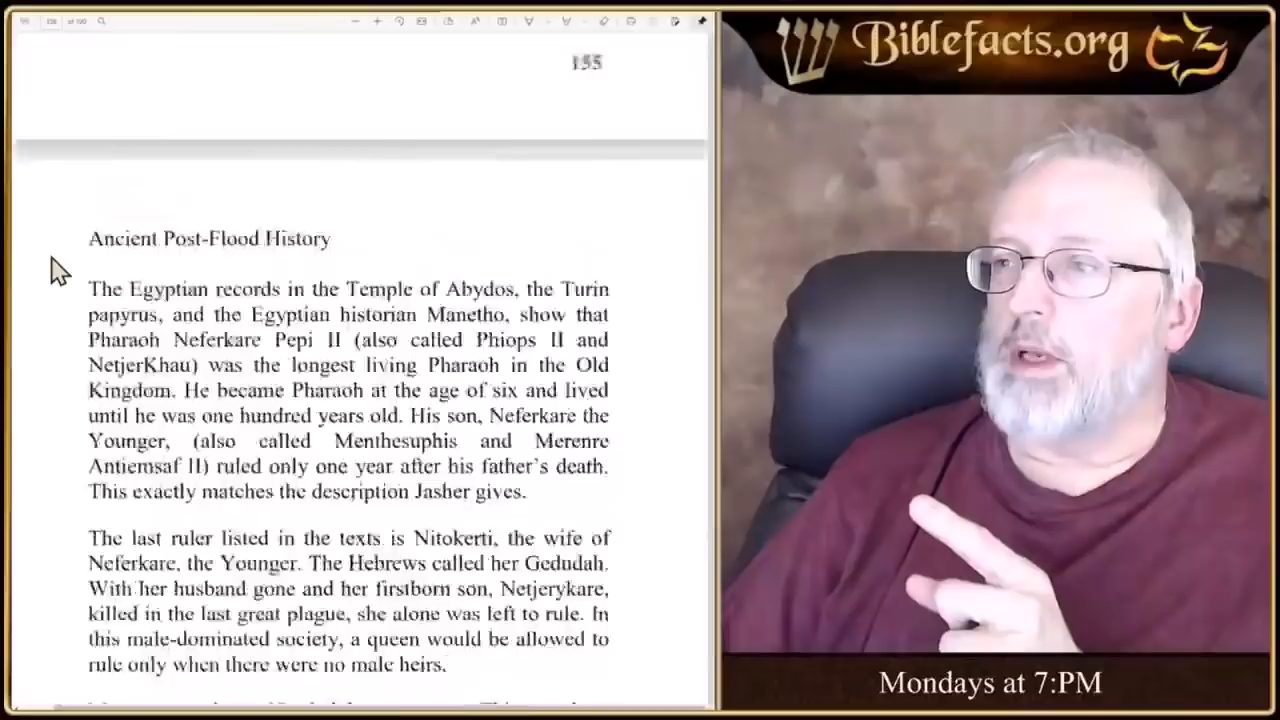 155
Ancient Post-Flood History
The Egyptian records in the Temple of Abydos, the Turin
papyrus, and the Egyptian historian Manetho, show that
Pharaoh Neferkare Pepi II (also called Phiops II and
NetjerKhau) was the longest living Pharaoh in the Old
Kingdom. He became Pharaoh at the age of six and lived
until he was one hundred years old. His son, Neferkare the
Younger, (also called Menthesuphis and Merenre
Antiemsaf II) ruled only one year after his father's death.
This exactly matches the description Jasher gives.
The last ruler listed in the texts is Nitokerti, the wife of
Neferkare, the Younger. The Hebrews called her Gedudah.
With her husband gone and her firstborn son, Netjerykare,
killed in the last great plague, she alone was left to rule. In
this male-dominated society, a queen would be allowed to
rule only when there were no male heirs.
Biblefacts.org
Mondays at 7:PM